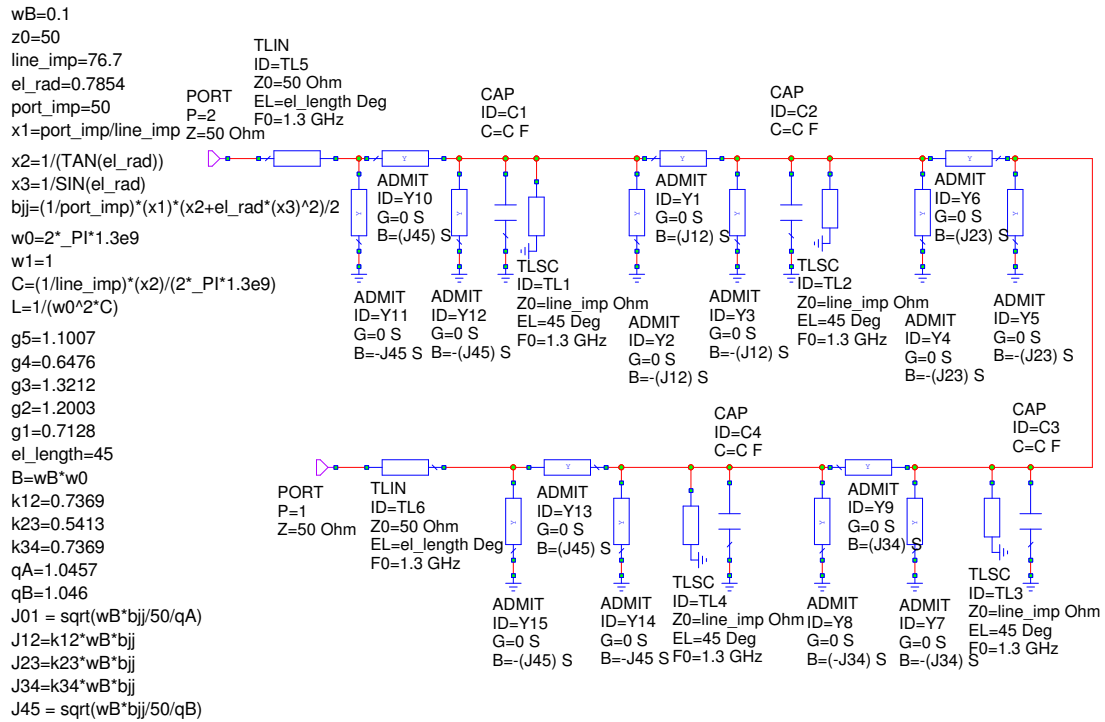 wB=0.1
z0=50
line_imp=76.7
el_rad=0.7854
port_imp=50
x1=port_imp/line_imp
x2=1/(TAN(el_rad))
x3=1/SIN(el_rad)
bjj=(1/port_imp)*(x1)*(x2+el_rad*(x3)^2)/2
w0=2*_PI*1.3e9
w1=1
C=(1/line_imp)*(x2)/(2*_PI*1.3e9)
L=1/(w0^2*C)
g5=1.1007
g4=0.6476
g3=1.3212
g2=1.2003
g1=0.7128
el_length=45
B=wB*w0
k12=0.7369
k23=0.5413
k34=0.7369
qA=1.0457
qB=1.046
J01 = sqrt(wB*bjj/50/qA)
J12=k12*wB*bjj
J23=k23*wB*bjj
J34=k34*wB*bjj
J45 = sqrt(wB*bjj/50/qB)
PORT
P=2
Z=50 Ohm
TLIN
ID=TL5
Z0=50 Ohm
EL=el_length Deg
F0=1.3 GHz
ADMIT
ID=Y10
G=0 S
B=(J45) S
CAP
ID=C1
C=C F
ADMIT
ID=Y1
G=0 S
B=(J12) S
CAP
ID=C2
C=C F
ADMIT
ID=Y6
G=0 S
B=(J23) S
ADMIT
ID=Y11
G=0 S
B=-J45 S
ADMIT
ID=Y12
G=0 S
B=-(J45) S
TLSC
ID=TL1
Z0=line_imp Ohm
EL=45 Deg
F0=1.3 GHz
ADMIT
ID=Y2
G=0 S
B=-(J12) S
ADMIT
ID=Y3
G=0 S
B=-(J12) S
TLSC
ID=TL2
Z0=line_imp Ohm
EL=45 Deg
F0=1.3 GHz
ADMIT
ID=Y4
G=0 S
B=-(J23) S
ADMIT
ID=Y5
G=0 S
B=-(J23) S
PORT
P=1
Z=50 Ohm
TLIN
ID=TL6
Z0=50 Ohm
EL=el_length Deg
F0=1.3 GHz
ADMIT
ID=Y13
G=0 S
B=(J45) S
CAP
ID=C4
C=C F
ADMIT
ID=Y9
G=0 S
B=(J34) S
CAP
ID=C3
C=C F
ADMIT
ID=Y15
G=0 S
B=-(J45) S
ADMIT
ID=Y14
G=0 S
B=-J45 S
TLSC
ID=TL4
Z0=line_imp Ohm
EL=45 Deg
F0=1.3 GHz
ADMIT
ID=Y8
G=0 S
B=(-J34) S
ADMIT
ID=Y7
G=0 S
B=-(J34) S
TLSC
ID=TL3
Z0=line_imp Ohm
EL=45 Deg
F0=1.3 GHz